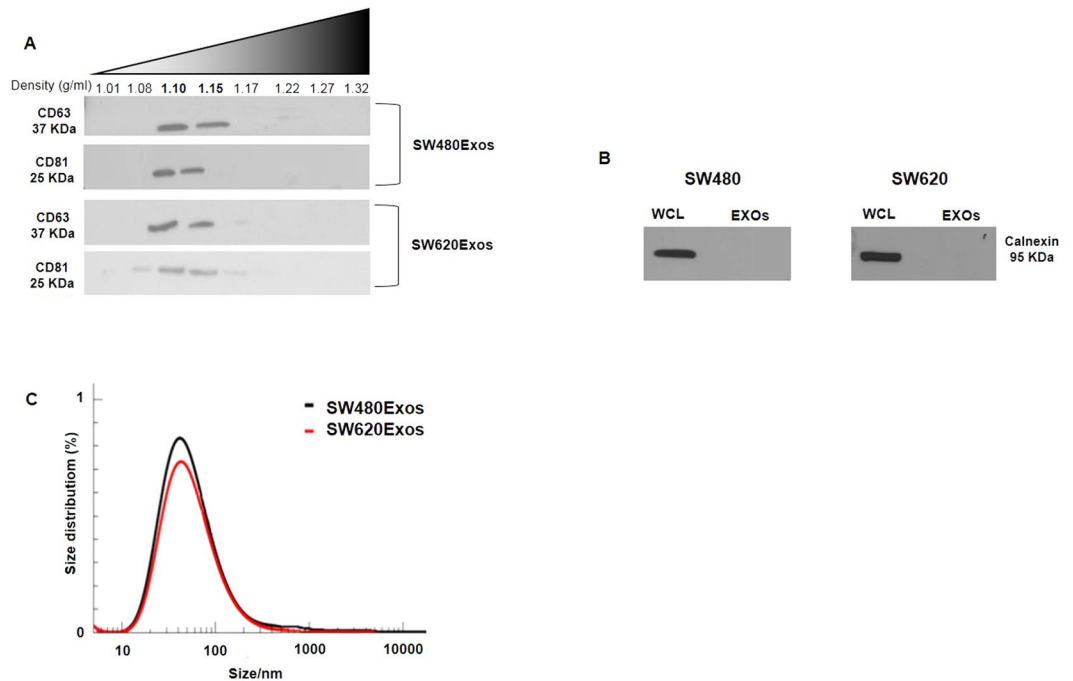 A
Density (g/ml) 1.01 1.08 1.10 1.15 1.17 1.22 1.27 1.32
CD63
37 KDa
CD81
25 KDa
SW480Exos
CD63
37 KDa
CD81
25 KDa
SW620Exos
B
SW480 SW620
WCL EXOs WCL EXOs
Calnexin
95 KDa
C
SW480Exos
SW620Exos
Size distributiom (%)
1
0
10 100 1000 10000
Size/nm